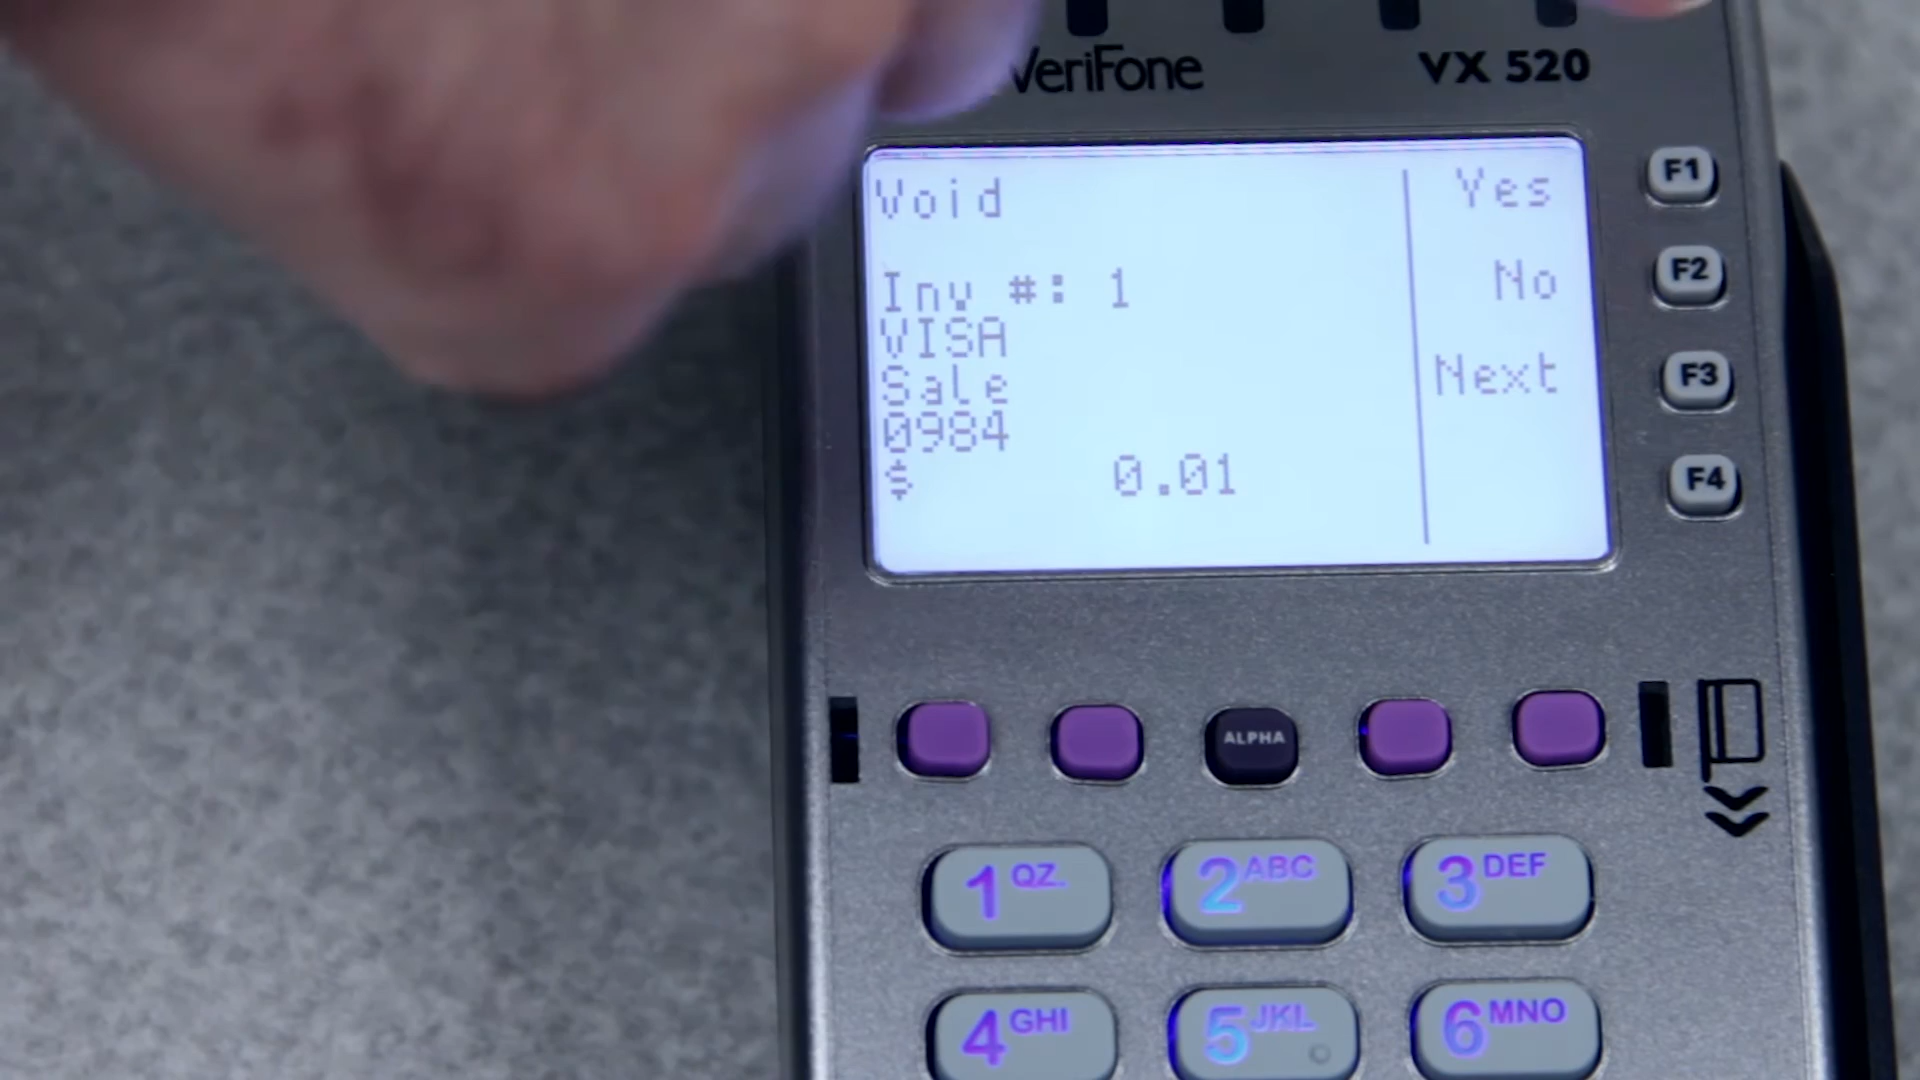 VeriFone VX 520
Void
Inv #: 1
VISA
Sale
0984
$ 0.01
Yes
No
Next
F1
F2
F3
F4
ALPHA
1 QZ. 2 ABC 3 DEF
4 GHI 5 JKL 6 MNO